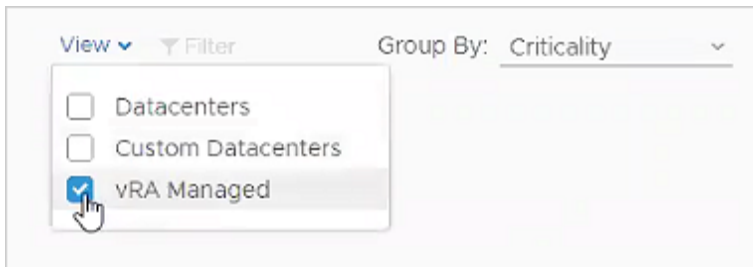 View Filter Group By: Criticality
Datacenters
Custom Datacenters
vRA Managed